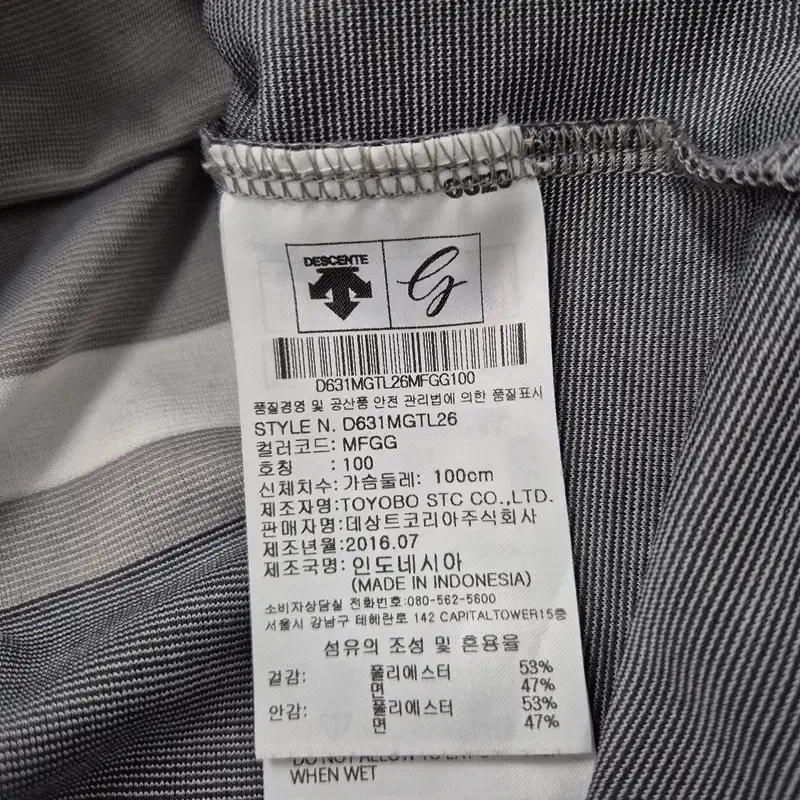 DESCENTE
D631MGTL26MFGG100
품질경영 및 공산품 안전 관리법에 의한 품질표시
STYLE N. D631MGTL26
컬러코드: MFGG
호칭 : 100
신체치수: 가슴둘레: 100cm
제조자명: TOYOBO STC CO.,LTD.
판매자명: 데상트코리아주식회사
제조년월: 2016.07
제조국명: 인도네시아
(MADE IN INDONESIA)
소비자상담실 전화번호:080-562-5600
서울시 강남구 테헤란로 142 CAPITALTOWER15층
섬유의 조성 및 혼용율
겉감: 폴리에스터 53%
면 47%
안감: 폴리에스터 53%
면 47%
WHEN WET